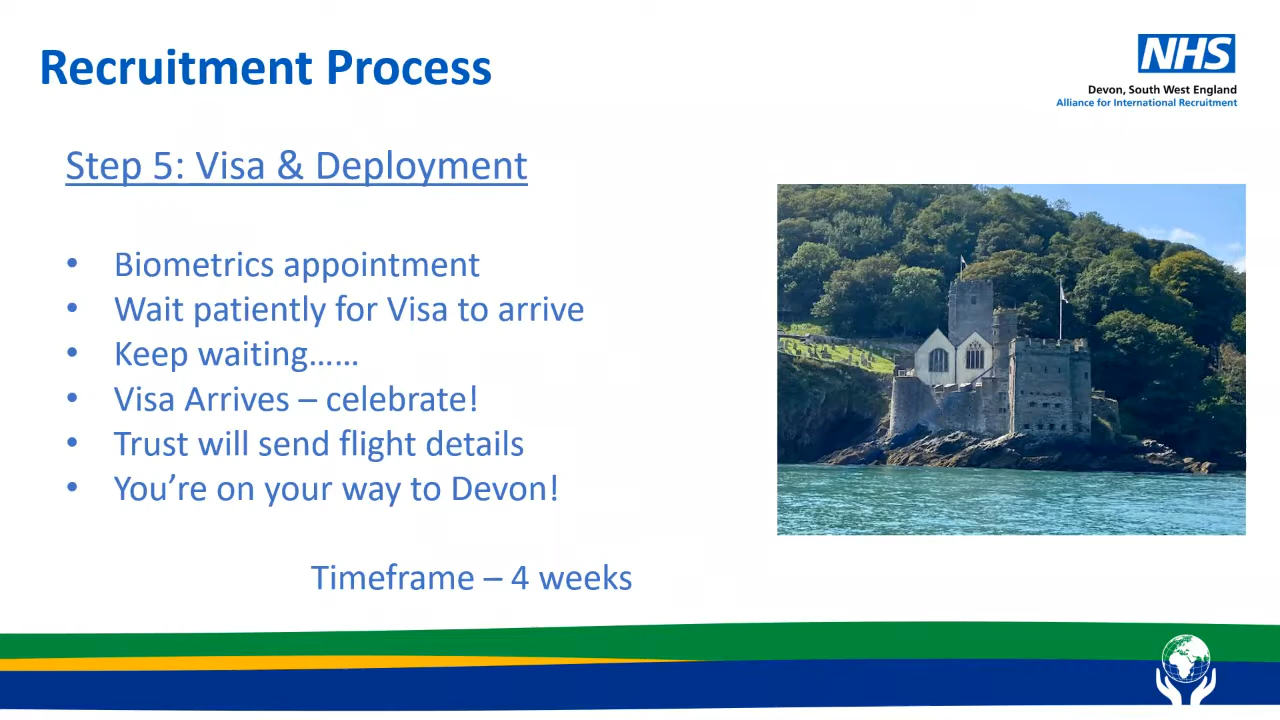 Recruitment Process
NHS
Devon, South West England
Alliance for International Recruitment
Step 5: Visa & Deployment
• Biometrics appointment
• Wait patiently for Visa to arrive
• Keep waiting……
• Visa Arrives – celebrate!
• Trust will send flight details
• You’re on your way to Devon!
Timeframe – 4 weeks